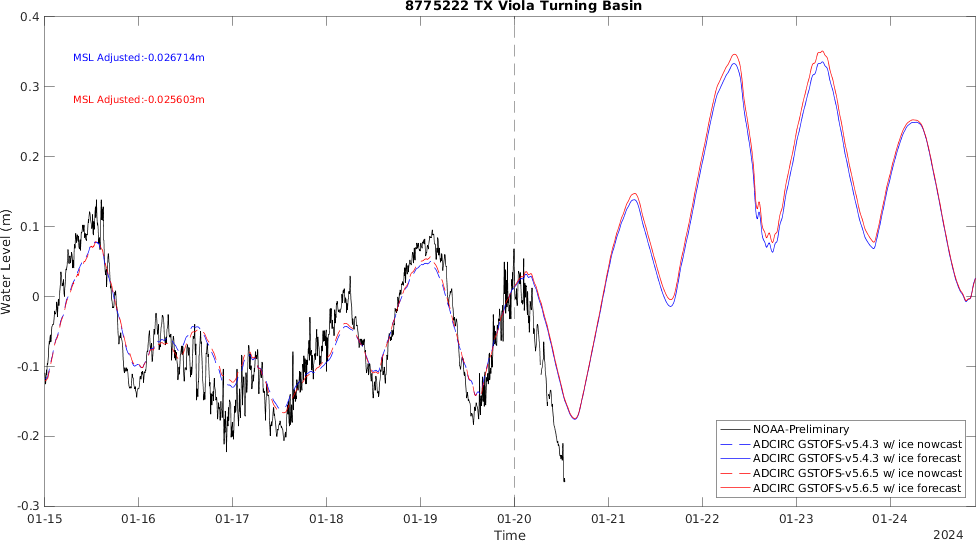 8775222 TX Viola Turning Basin
MSL Adjusted:-0.026714m
MSL Adjusted:-0.025603m
Water Level (m)
0.4
0.3
0.2
0.1
0
-0.1
-0.2
-0.3
NOAA-Preliminary
ADCIRC GSTOFS-v5.4.3 w/ ice nowcast
ADCIRC GSTOFS-v5.4.3 w/ ice forecast
ADCIRC GSTOFS-v5.6.5 w/ ice nowcast
ADCIRC GSTOFS-v5.6.5 w/ ice forecast
01-15 01-16 01-17 01-18 01-19 01-20 01-21 01-22 01-23 01-24
Time
2024